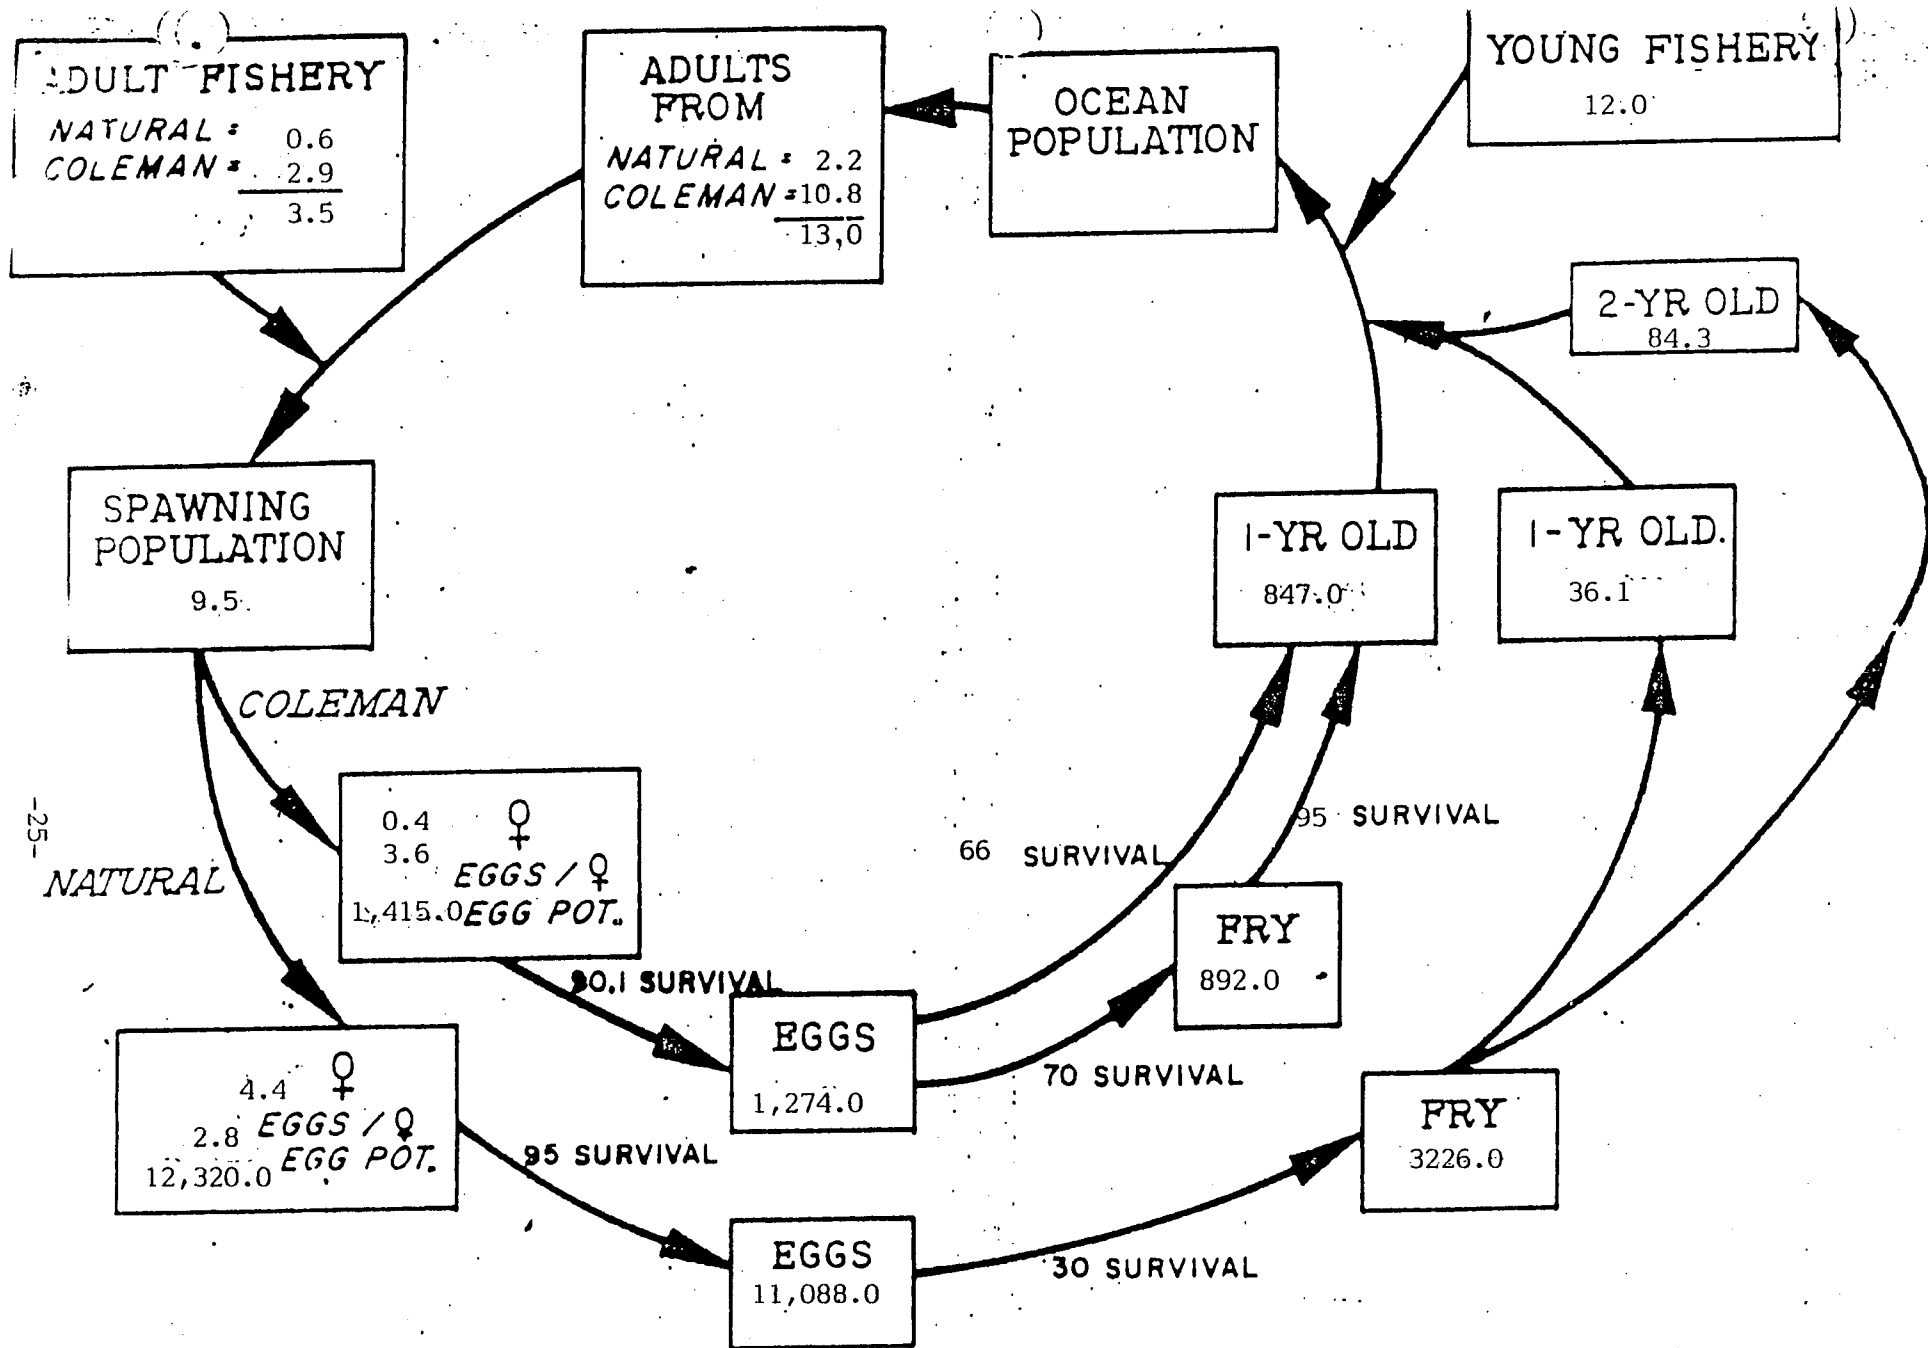 ADULT FISHERY
NATURAL = 0.6
COLEMAN = 2.9
3.5
ADULTS
FROM
NATURAL = 2.2
COLEMAN = 10.8
13,0
OCEAN
POPULATION
YOUNG FISHERY
12.0
2-YR OLD
84.3
SPAWNING
POPULATION
9.5
1-YR OLD
847.0
1-YR OLD.
36.1
COLEMAN
NATURAL
-25-
0.4 ♀
3.6
EGGS / ♀
1,415.0 EGG POT.
90.1 SURVIVAL
66 SURVIVAL
95 SURVIVAL
FRY
892.0
EGGS
1,274.0
70 SURVIVAL
4.4 ♀
2.8 EGGS / ♀
12,320.0 EGG POT.
95 SURVIVAL
FRY
3226.0
EGGS
11,088.0
30 SURVIVAL